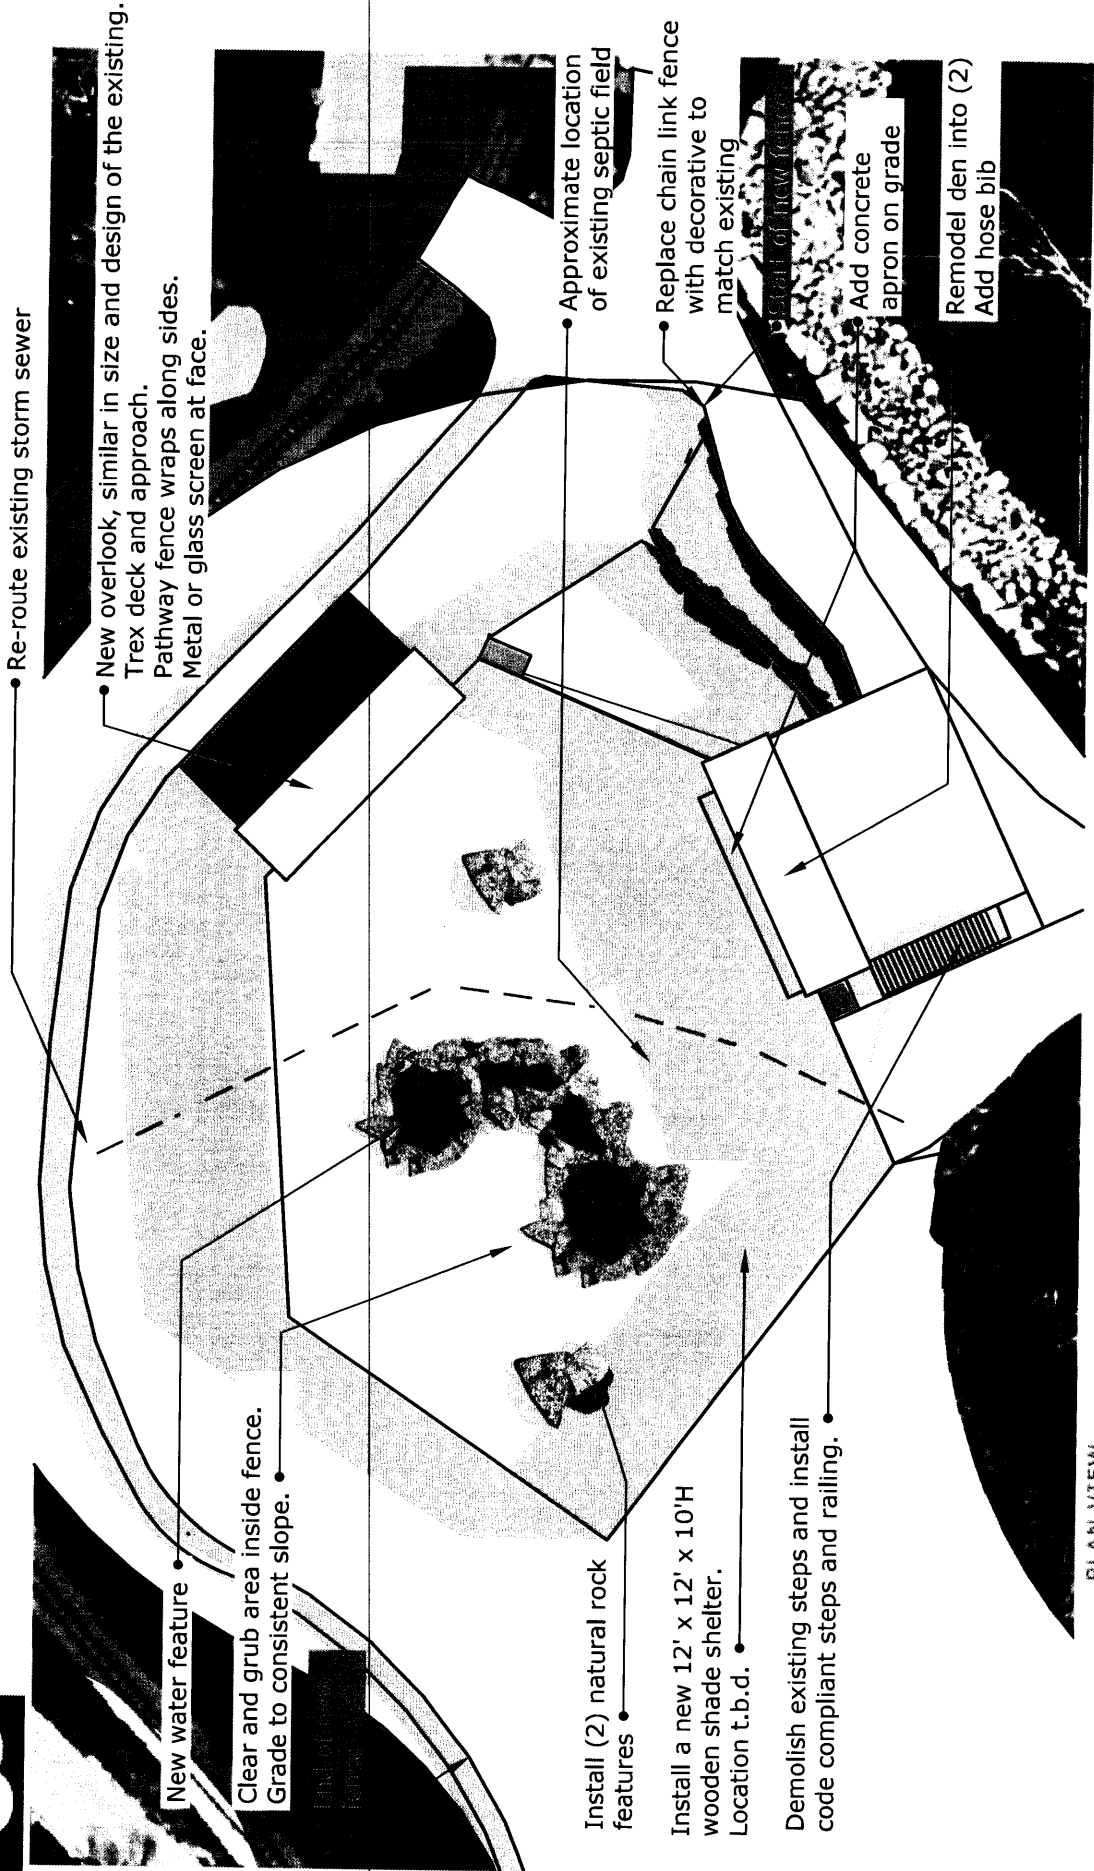 Re-route existing storm sewer
New overlook, similar in size and design of the existing.
Trex deck and approach.
Pathway fence wraps along sides.
Metal or glass screen at face.
Approximate location
of existing septic field
Replace chain link fence
with decorative to
match existing
Add concrete
apron on grade
Remodel den into (2)
Add hose bib
New water feature
Clear and grub area inside fence.
Grade to consistent slope.
Install (2) natural rock
features
Install a new 12' x 12' x 10'H
wooden shade shelter.
Location t.b.d.
Demolish existing steps and install
code compliant steps and railing.
PLAN VIEW